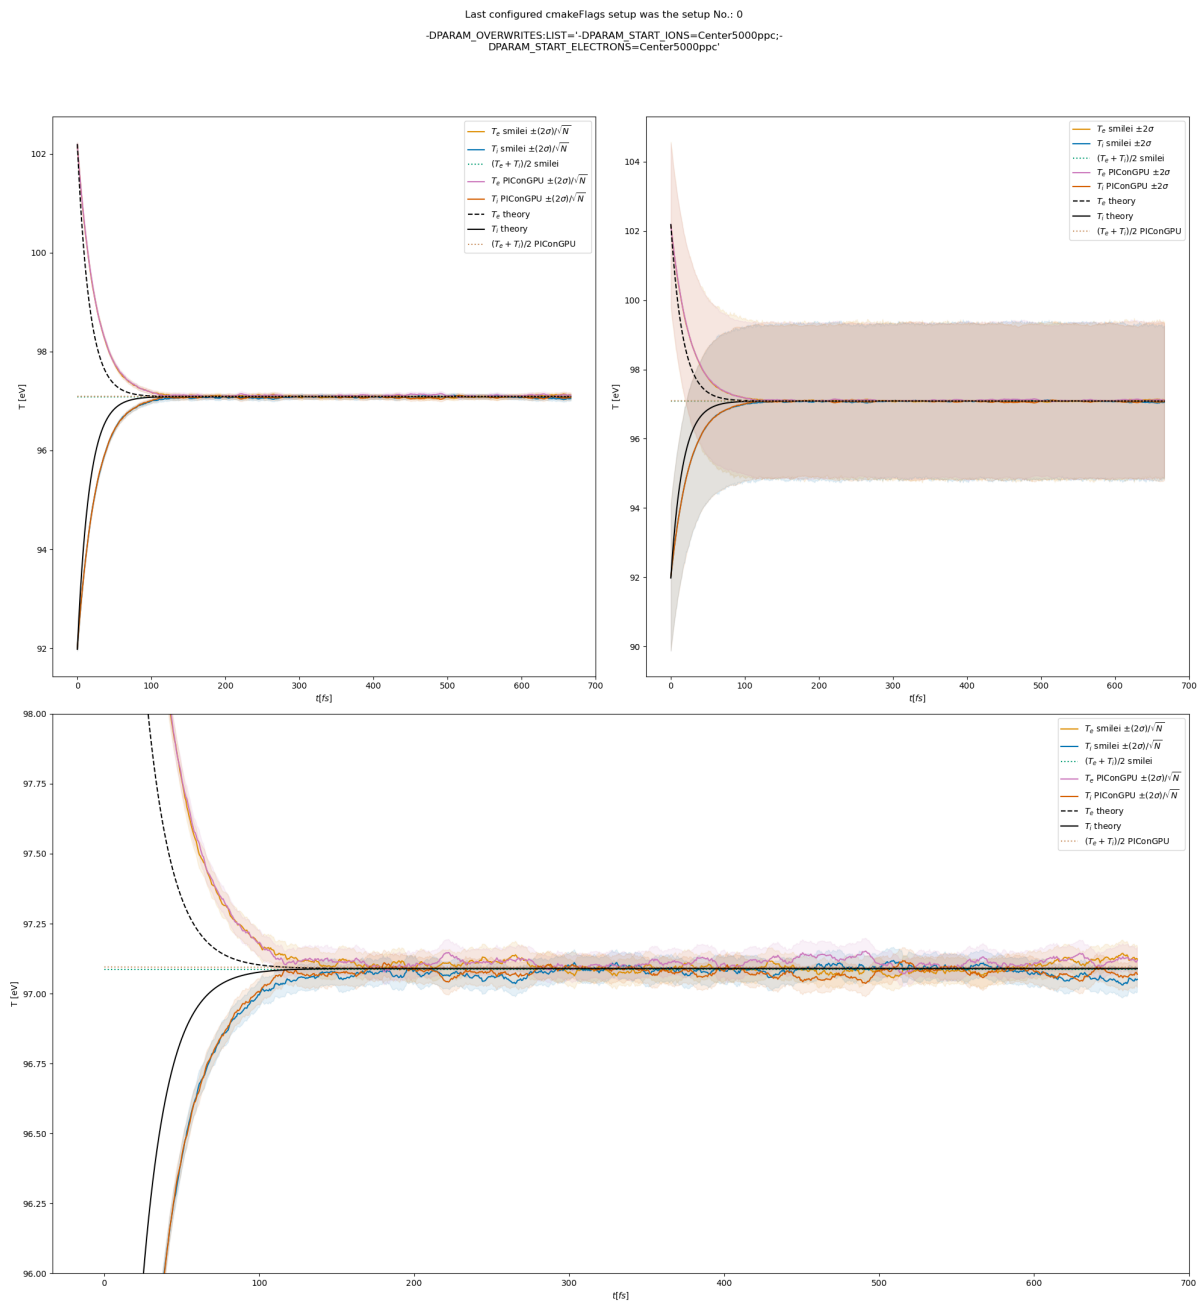 Last configured cmakeFlags setup was the setup No.: 0
-DPARAM_OVERWRITES:LIST='-DPARAM_START_IONS=Center5000ppc;-
DPARAM_START_ELECTRONS=Center5000ppc'
T [eV]
102
100
98
96
94
92
0 100 200 300 400 500 600 700
t[fs]
T_e smilei ±(2σ)/√N
T_i smilei ±(2σ)/√N
(T_e + T_i)/2 smilei
T_e PIConGPU ±(2σ)/√N
T_i PIConGPU ±(2σ)/√N
T_e theory
T_i theory
(T_e + T_i)/2 PIConGPU
T [eV]
104
102
100
98
96
94
92
90
0 100 200 300 400 500 600 700
t[fs]
T_e smilei ±2σ
T_i smilei ±2σ
(T_e + T_i)/2 smilei
T_e PIConGPU ±2σ
T_i PIConGPU ±2σ
T_e theory
T_i theory
(T_e + T_i)/2 PIConGPU
T [eV]
98.00
97.75
97.50
97.25
97.00
96.75
96.50
96.25
96.00
0 100 200 300 400 500 600 700
t[fs]
T_e smilei ±(2σ)/√N
T_i smilei ±(2σ)/√N
(T_e + T_i)/2 smilei
T_e PIConGPU ±(2σ)/√N
T_i PIConGPU ±(2σ)/√N
T_e theory
T_i theory
(T_e + T_i)/2 PIConGPU